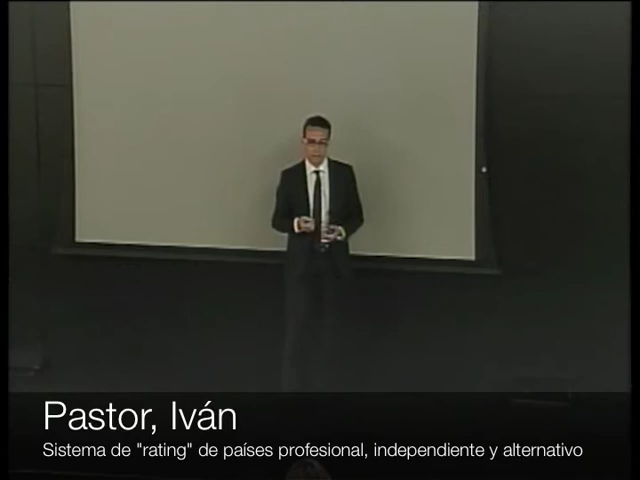 Pastor, Iván
Sistema de "rating" de países profesional, independiente y alternativo